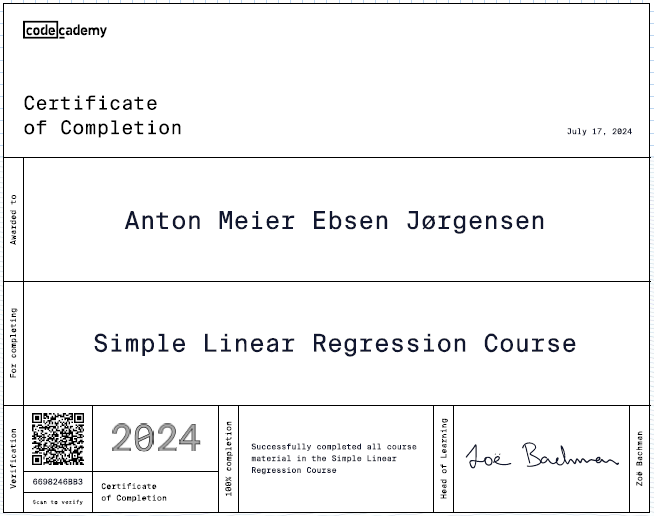 codecademy
Certificate
of Completion
July 17, 2024
Awarded to
Anton Meier Ebsen Jørgensen
For completing
Simple Linear Regression Course
Verification
6698246BB3
Scan to verify
2024
Certificate
of Completion
100% completion
Successfully completed all course
material in the Simple Linear
Regression Course
Head of Learning
Zoë Bachman
Zoë Bachman